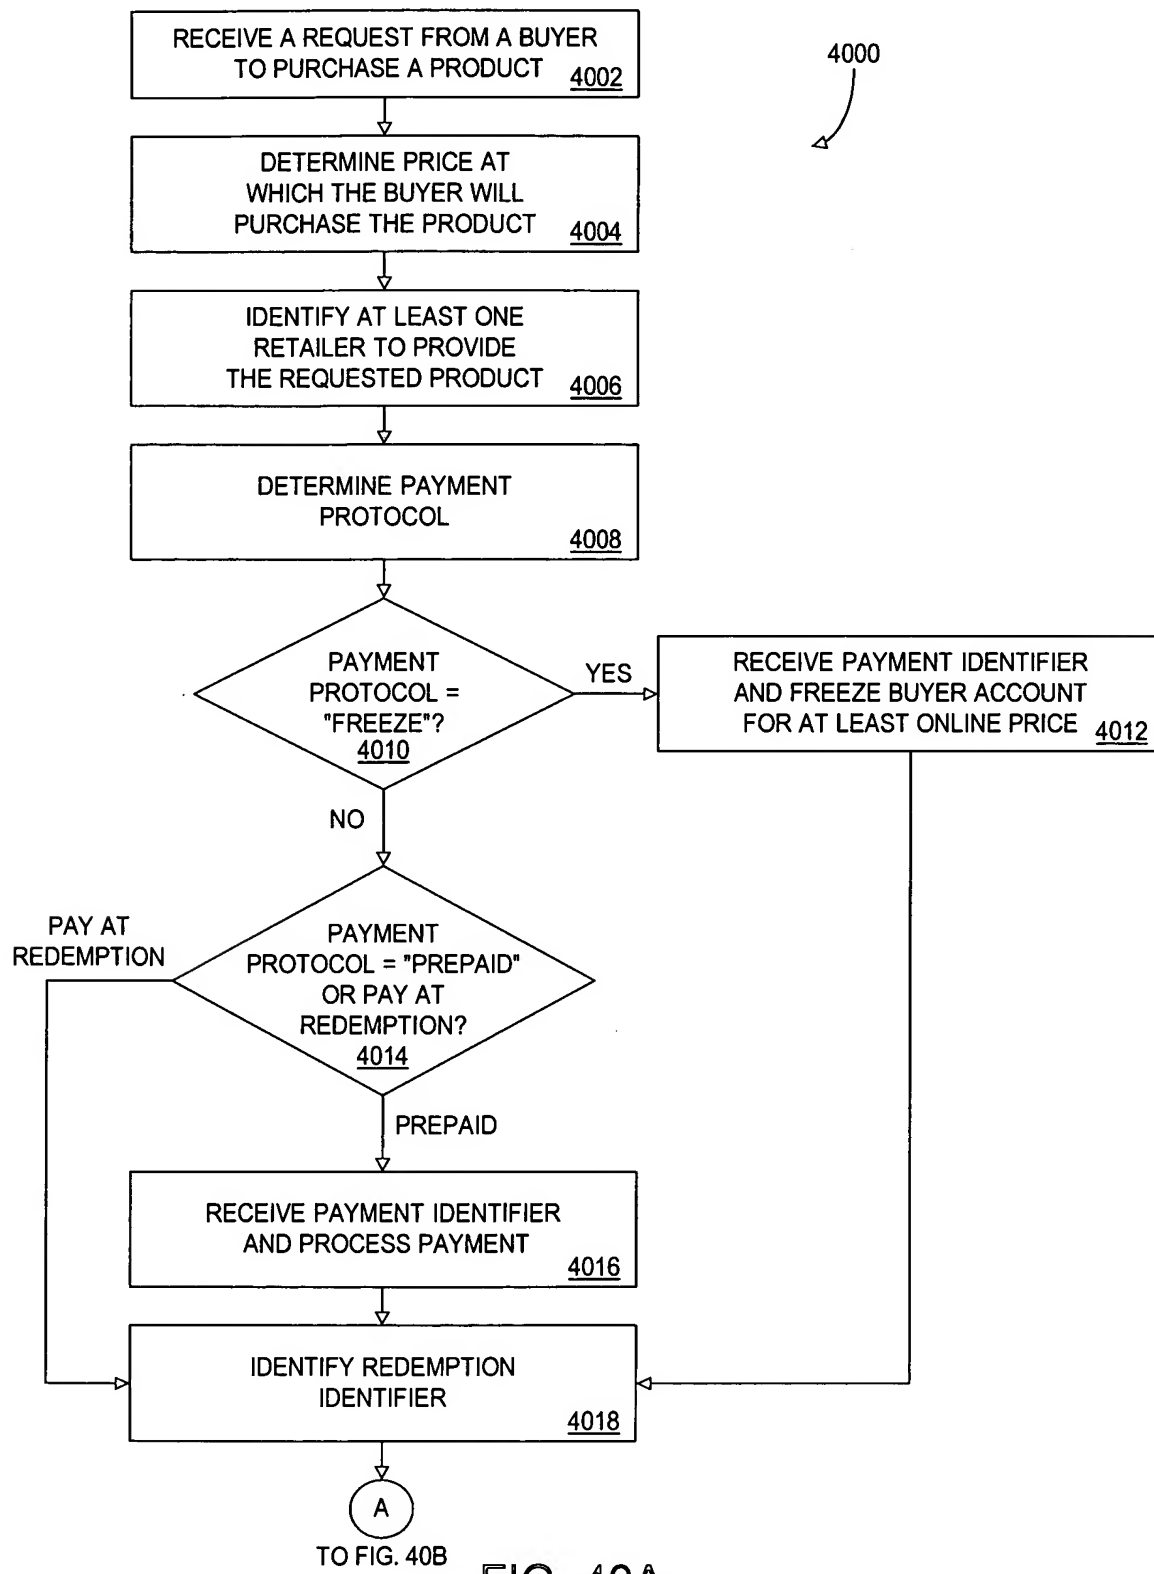 RECEIVE A REQUEST FROM A BUYER
TO PURCHASE A PRODUCT
4002
4000
DETERMINE PRICE AT
WHICH THE BUYER WILL
PURCHASE THE PRODUCT
4004
IDENTIFY AT LEAST ONE
RETAILER TO PROVIDE
THE REQUESTED PRODUCT
4006
DETERMINE PAYMENT
PROTOCOL
4008
PAYMENT
PROTOCOL =
"FREEZE"?
4010
YES
RECEIVE PAYMENT IDENTIFIER
AND FREEZE BUYER ACCOUNT
FOR AT LEAST ONLINE PRICE
4012
NO
PAY AT
REDEMPTION
PAYMENT
PROTOCOL = "PREPAID"
OR PAY AT
REDEMPTION?
4014
PREPAID
RECEIVE PAYMENT IDENTIFIER
AND PROCESS PAYMENT
4016
IDENTIFY REDEMPTION
IDENTIFIER
4018
A
TO FIG. 40B
FIG. 40A